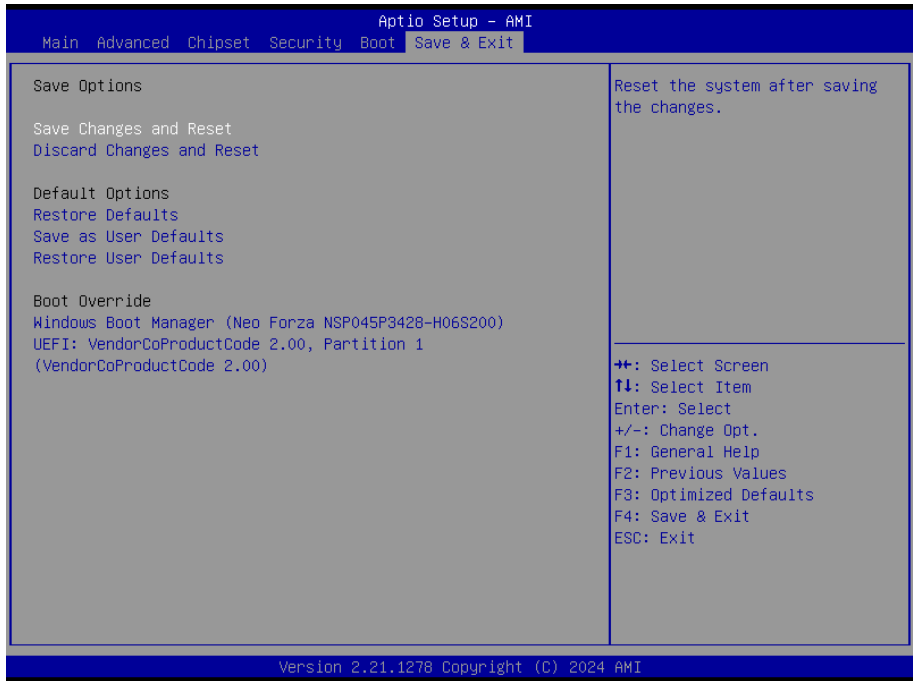 Aptio Setup – AMI
Main Advanced Chipset Security Boot Save & Exit
Save Options
Save Changes and Reset
Discard Changes and Reset
Default Options
Restore Defaults
Save as User Defaults
Restore User Defaults
Boot Override
Windows Boot Manager (Neo Forza NSP045P3428-H06S200)
UEFI: VendorCoProductCode 2.00, Partition 1
(VendorCoProductCode 2.00)
Reset the system after saving
the changes.
→←: Select Screen
↑↓: Select Item
Enter: Select
+/-: Change Opt.
F1: General Help
F2: Previous Values
F3: Optimized Defaults
F4: Save & Exit
ESC: Exit
Version 2.21.1278 Copyright (C) 2024 AMI